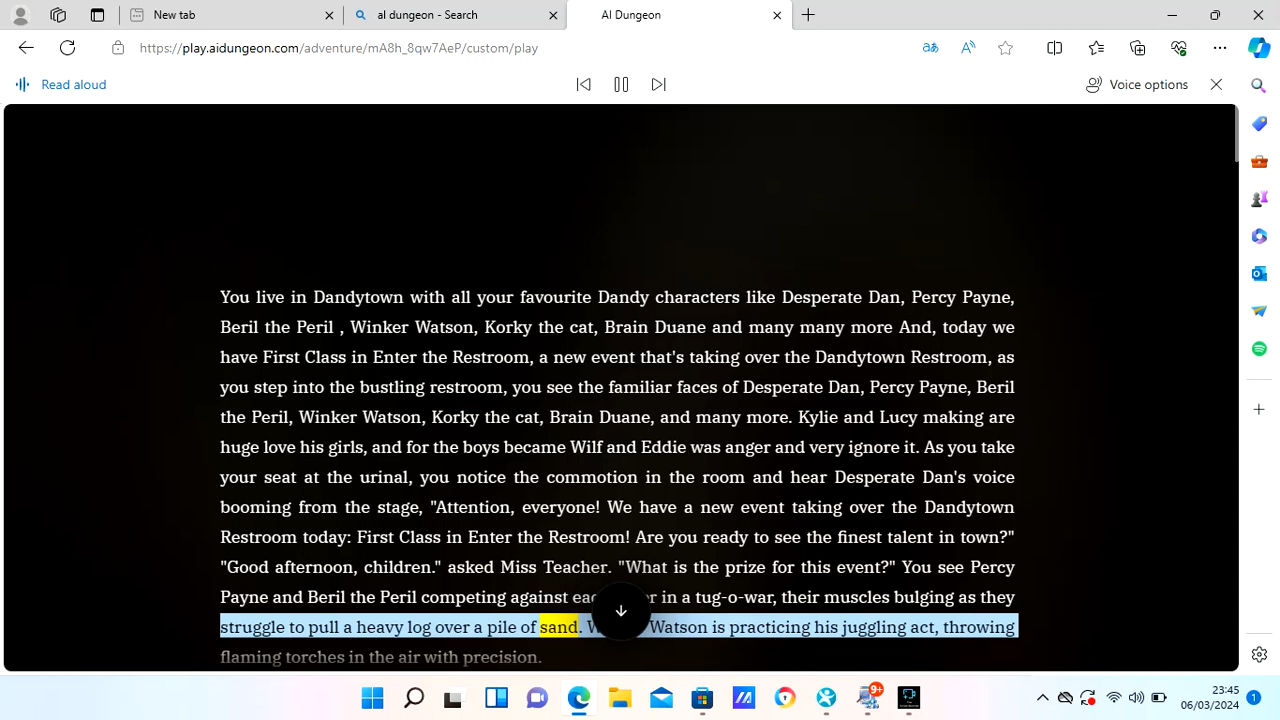 New tab
aI dungeon - Search
AI Dungeon
https://play.aidungeon.com/adventure/mA8h_8qw7AeP/custom/play
Read aloud
Voice options
You live in Dandytown with all your favourite Dandy characters like Desperate Dan, Percy Payne,
Beril the Peril , Winker Watson, Korky the cat, Brain Duane and many many more And, today we
have First Class in Enter the Restroom, a new event that's taking over the Dandytown Restroom, as
you step into the bustling restroom, you see the familiar faces of Desperate Dan, Percy Payne, Beril
the Peril, Winker Watson, Korky the cat, Brain Duane, and many more. Kylie and Lucy making are
huge love his girls, and for the boys became Wilf and Eddie was anger and very ignore it. As you take
your seat at the urinal, you notice the commotion in the room and hear Desperate Dan's voice
booming from the stage, "Attention, everyone! We have a new event taking over the Dandytown
Restroom today: First Class in Enter the Restroom! Are you ready to see the finest talent in town?"
"Good afternoon, children." asked Miss Teacher. "What is the prize for this event?" You see Percy
Payne and Beril the Peril competing against in a tug-o-war, their muscles bulging as they
struggle to pull a heavy log over a pile of sand. Watson is practicing his juggling act, throwing
flaming torches in the air with precision.
9+
23:45
06/03/2024
1